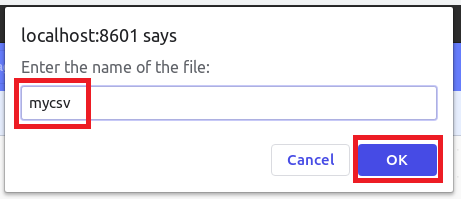 localhost:8601 says
Enter the name of the file:
mycsv
Cancel OK